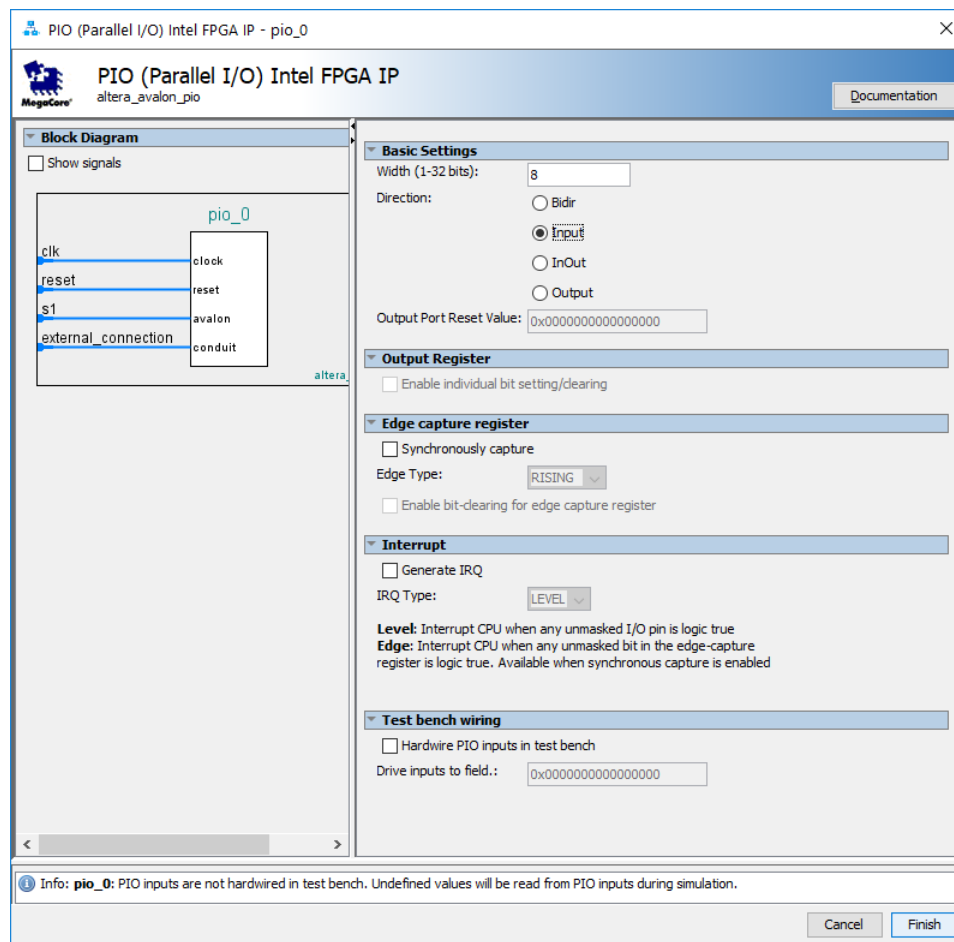 PIO (Parallel I/O) Intel FPGA IP - pio_0
MegaCore®
PIO (Parallel I/O) Intel FPGA IP
altera_avalon_pio
Documentation
Block Diagram
Show signals
pio_0
clk
clock
reset
reset
s1
avalon
external_connection
conduit
altera_
Basic Settings
Width (1-32 bits): 8
Direction: Bidir
Input
InOut
Output
Output Port Reset Value: 0x0000000000000000
Output Register
Enable individual bit setting/clearing
Edge capture register
Synchronously capture
Edge Type: RISING
Enable bit-clearing for edge capture register
Interrupt
Generate IRQ
IRQ Type: LEVEL
Level: Interrupt CPU when any unmasked I/O pin is logic true
Edge: Interrupt CPU when any unmasked bit in the edge-capture
register is logic true. Available when synchronous capture is enabled
Test bench wiring
Hardwire PIO inputs in test bench
Drive inputs to field.: 0x0000000000000000
Info: pio_0: PIO inputs are not hardwired in test bench. Undefined values will be read from PIO inputs during simulation.
Cancel
Finish